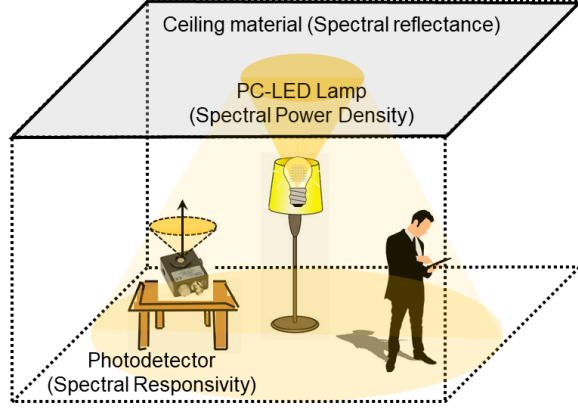 Ceiling material (Spectral reflectance)
PC-LED Lamp
(Spectral Power Density)
Photodetector
(Spectral Responsivity)